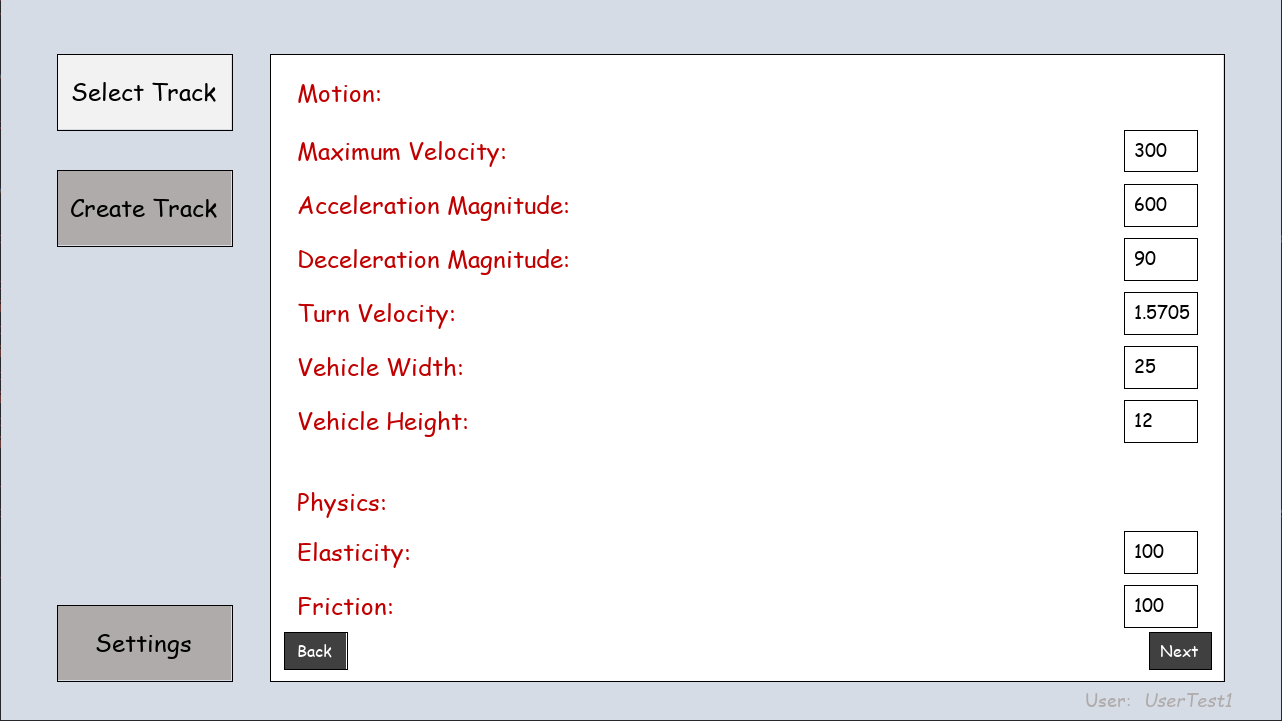 Select Track
Create Track
Settings
Motion:
Maximum Velocity: 300
Acceleration Magnitude: 600
Deceleration Magnitude: 90
Turn Velocity: 1.5705
Vehicle Width: 25
Vehicle Height: 12
Physics:
Elasticity: 100
Friction: 100
Back Next
User: UserTest1